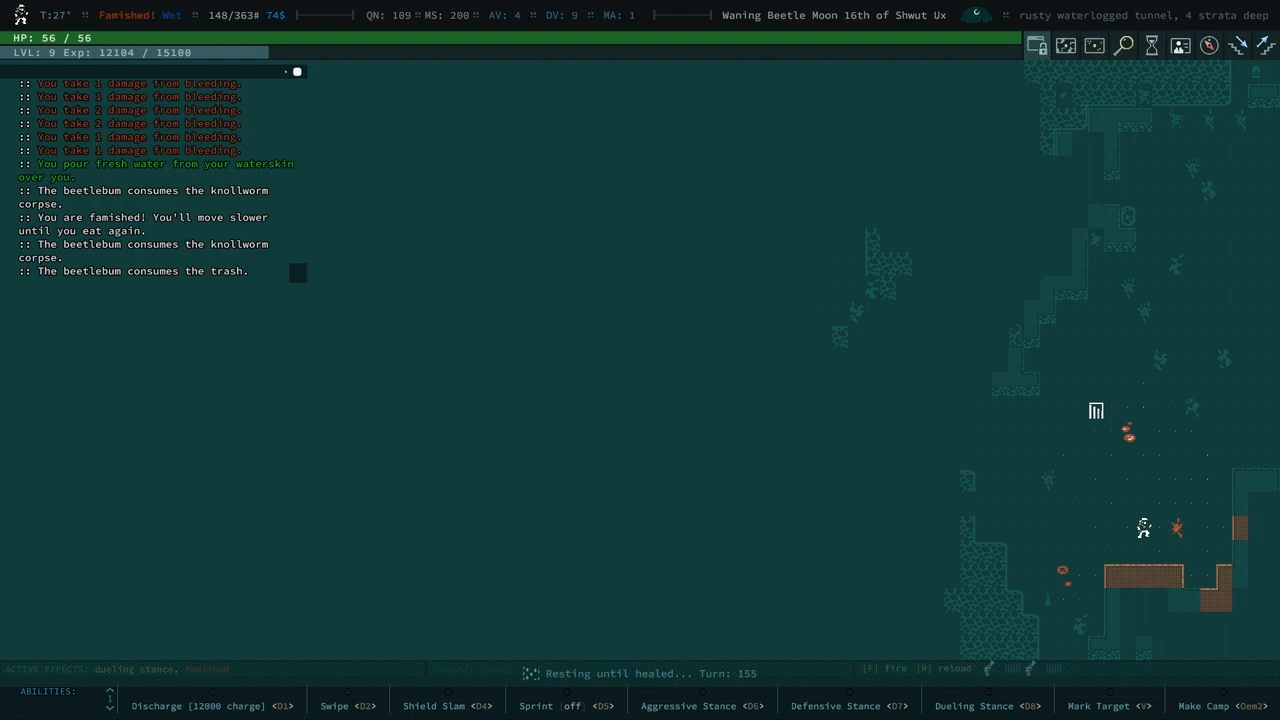 T:27° :: Famished! Wet :: 148/363# 74$ QN: 109 :: MS: 200 :: AV: 4 :: DV: 9 :: MA: 1 Waning Beetle Moon 16th of Shwut Ux :: rusty waterlogged tunnel, 4 strata deep
HP: 56 / 56
LVL: 9 Exp: 12104 / 15100
:: You take 1 damage from bleeding.
:: You take 1 damage from bleeding.
:: You take 2 damage from bleeding.
:: You take 2 damage from bleeding.
:: You take 1 damage from bleeding.
:: You take 1 damage from bleeding.
:: You pour fresh water from your waterskin
over you.
:: The beetlebum consumes the knollworm
corpse.
:: You are famished! You'll move slower
until you eat again.
:: The beetlebum consumes the knollworm
corpse.
:: The beetlebum consumes the trash.
ACTIVE EFFECTS: dueling stance, famished
Resting until healed... Turn: 155
[F] fire [R] reload
ABILITIES:
1
Discharge [12000 charge] <D1> Swipe <D2> Shield Slam <D4> Sprint [off] <D5> Aggressive Stance <D6> Defensive Stance <D7> Dueling Stance <D8> Mark Target <V> Make Camp <Oem2>